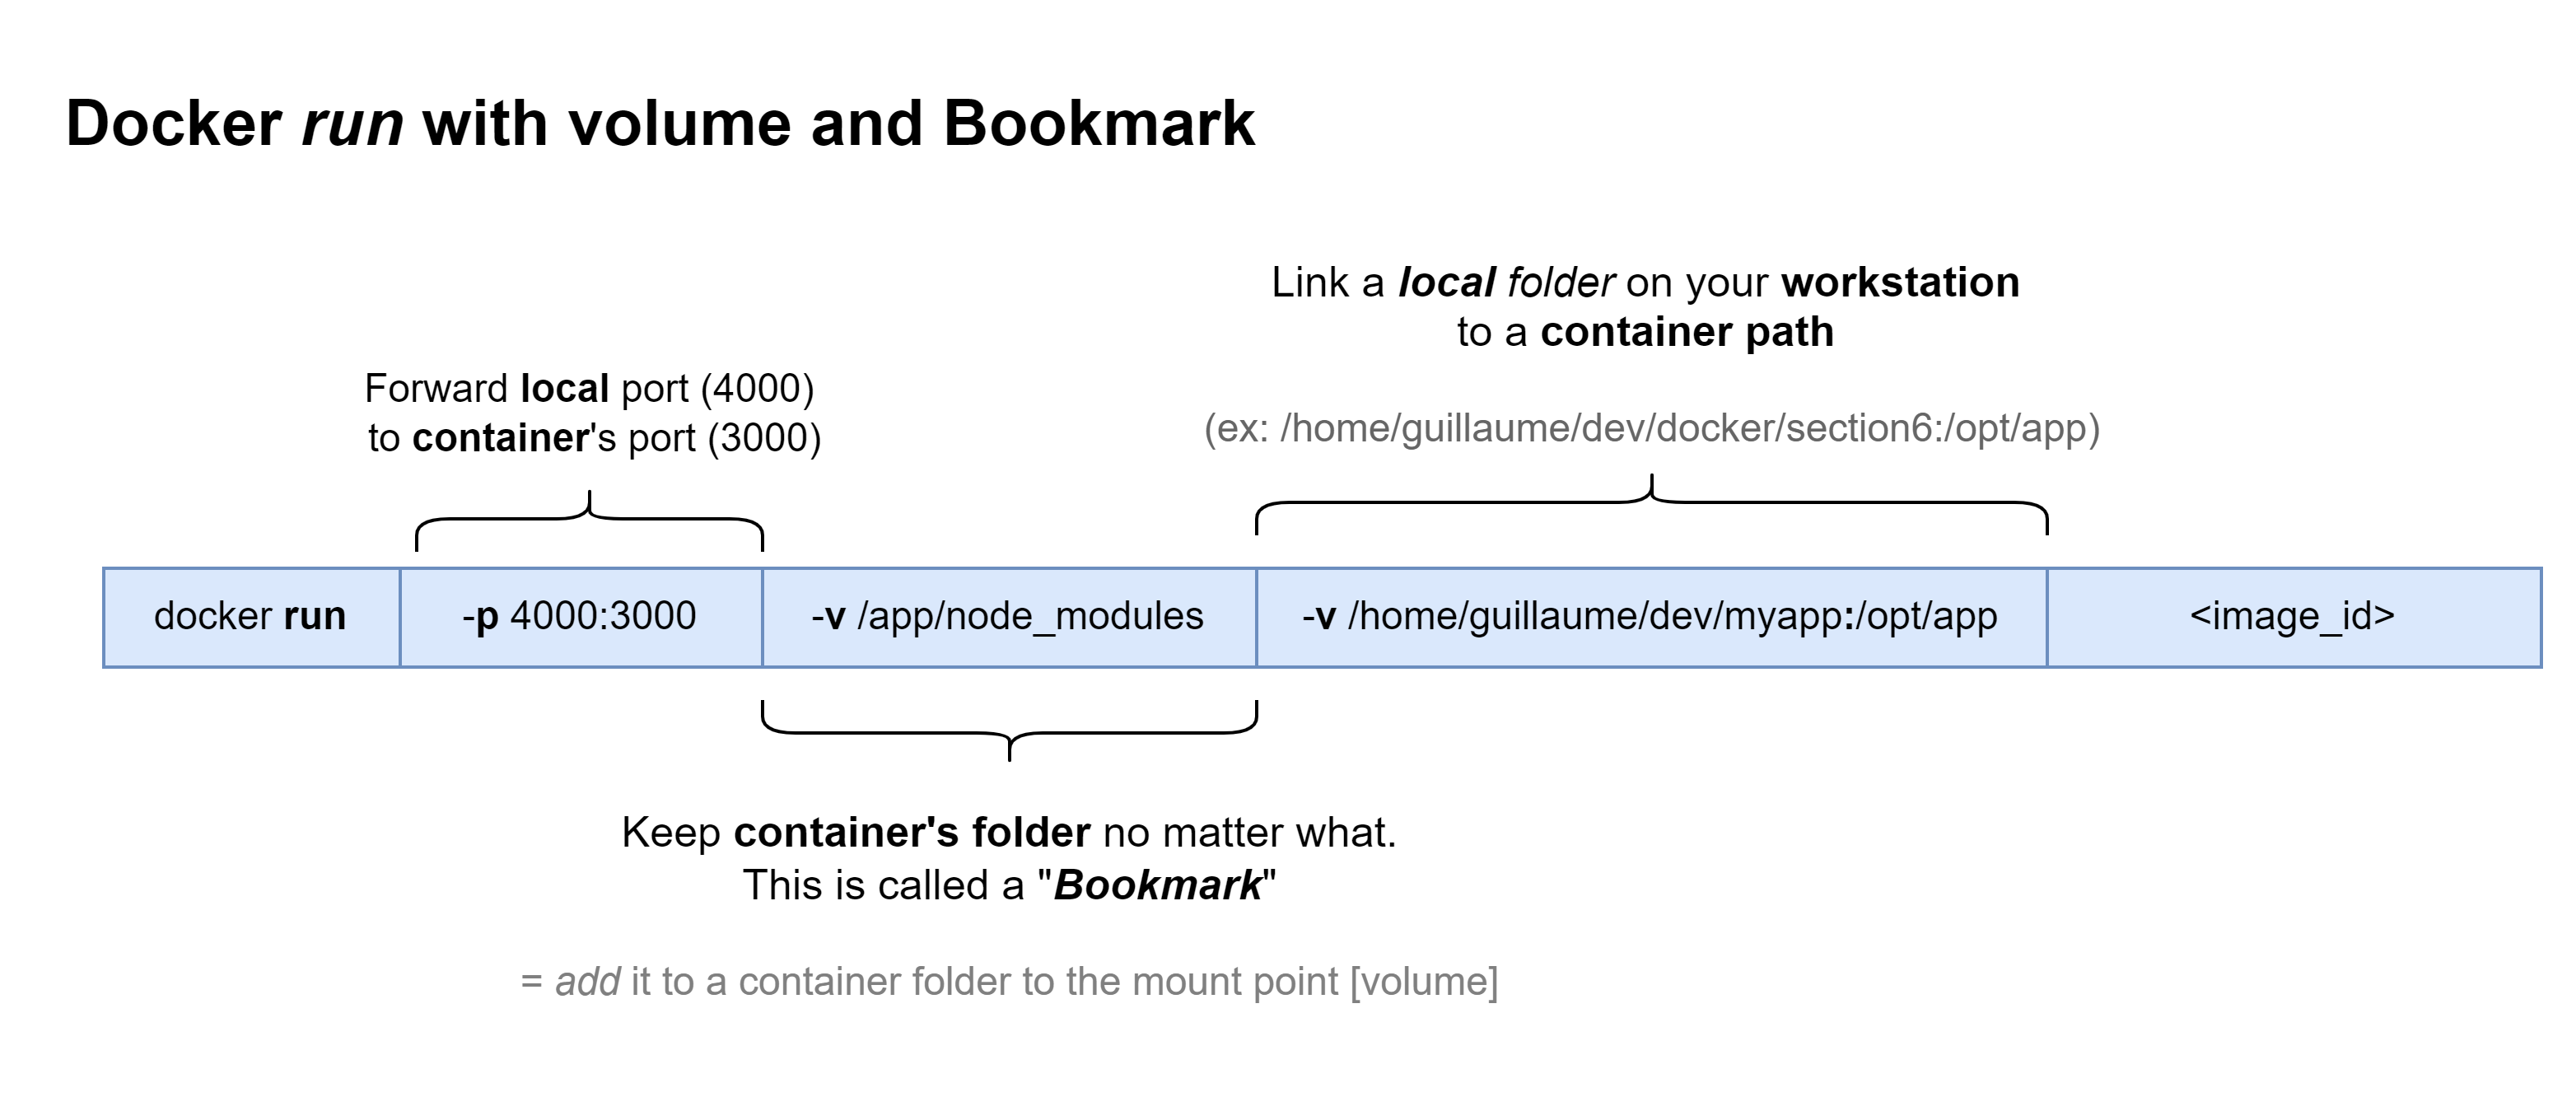 Docker run with volume and Bookmark
Link a local folder on your workstation
to a container path
Forward local port (4000)
to container's port (3000)
(ex: /home/guillaume/dev/docker/section6:/opt/app)
docker run
-p 4000:3000
-v /app/node_modules
-v /home/guillaume/dev/myapp:/opt/app
<image_id>
Keep container's folder no matter what.
This is called a "Bookmark"
= add it to a container folder to the mount point [volume]